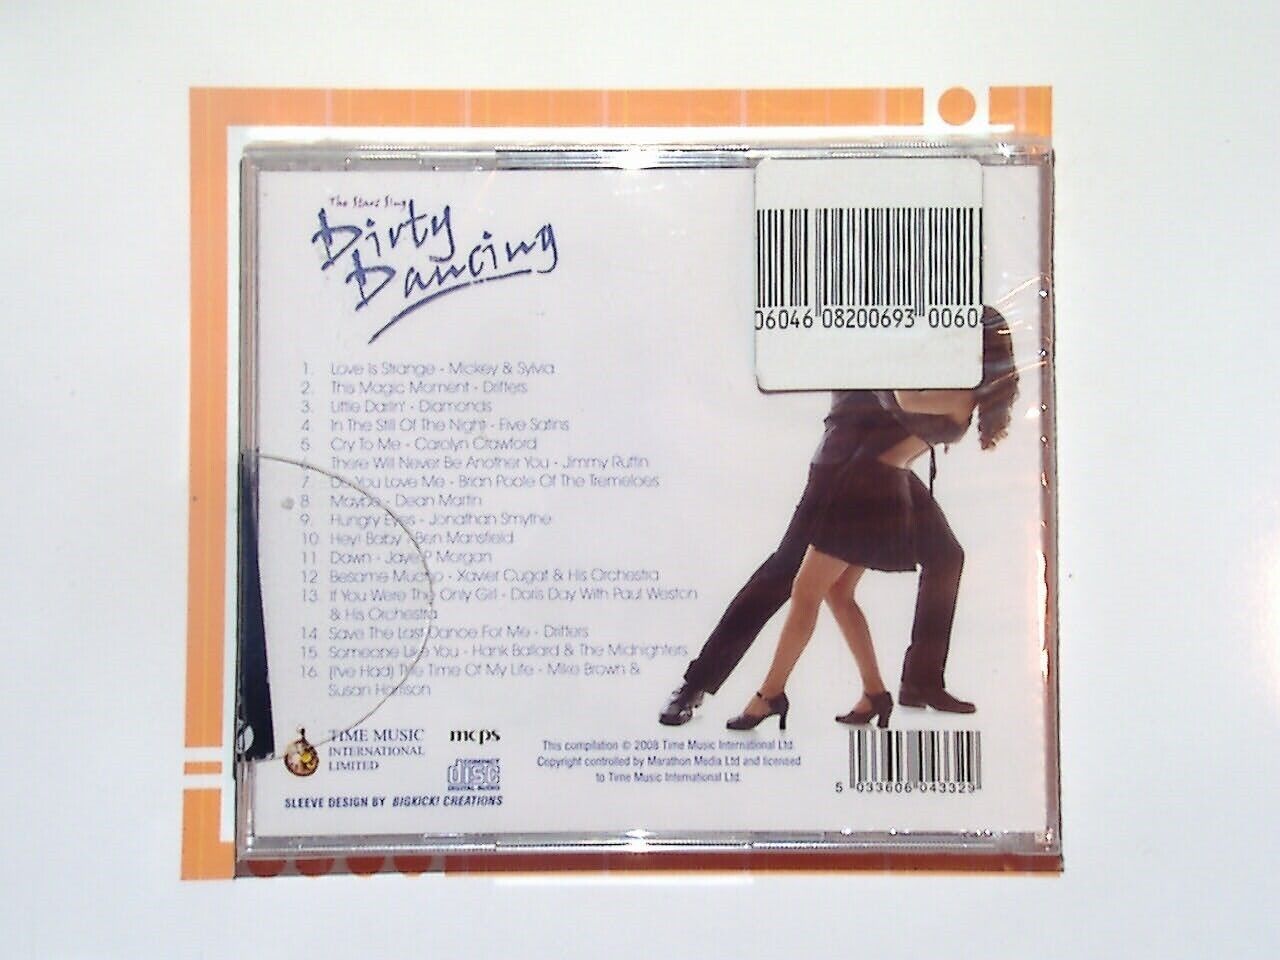 The Stars Sing
Dirty
Dancing
06046 08200693 0060
1. Love Is Strange - Mickey & Sylvia
2. This Magic Moment - Drifters
3. Little Darlin' - Diamonds
4. In The Still Of The Night - Five Satins
5. Cry To Me - Carolyn Crawford
6. There Will Never Be Another You - Jimmy Ruffin
7. Do You Love Me - Brian Poole Of The Tremeloes
8. Maybe - Dean Martin
9. Hungry Eyes - Jonathan Smythe
10. Hey! Baby - Ben Mansfield
11. Dawn - Jaye P Morgan
12. Besame Mucho - Xavier Cugat & His Orchestra
13. If You Were The Only Girl - Doris Day With Paul Weston
& His Orchestra
14. Save The Last Dance For Me - Drifters
15. Someone Like You - Hank Ballard & The Midnighters
16. (I've Had) The Time Of My Life - Mike Brown &
Susan Harrison
TIME MUSIC
INTERNATIONAL
LIMITED
mcps
COMPACT
disc
DIGITAL AUDIO
SLEEVE DESIGN BY BIGKICK! CREATIONS
This compilation © 2008 Time Music International Ltd.
Copyright controlled by Marathon Media Ltd and licensed
to Time Music International Ltd.
5 033606 043329